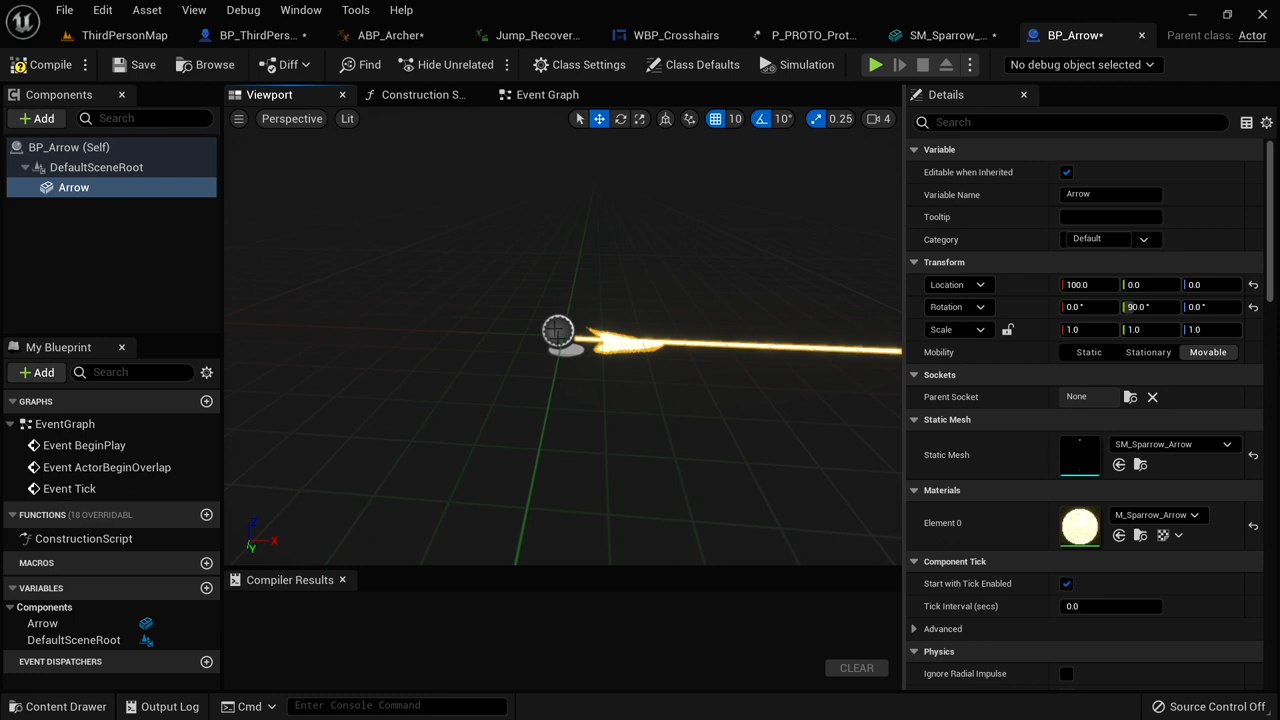 File Edit Asset View Debug Window Tools Help
ThirdPersonMap BP_ThirdPers... * ABP_Archer* Jump_Recover... WBP_Crosshairs P_PROTO_Prot... SM_Sparrow_... * BP_Arrow* Parent class: Actor
Compile Save Browse Diff Find Hide Unrelated Class Settings Class Defaults Simulation No debug object selected
Components Viewport Construction S... Event Graph Details
Add Search Perspective Lit 10 10° 0.25 4 Search
BP_Arrow (Self) Variable
DefaultSceneRoot Editable when Inherited
Arrow Variable Name Arrow
Tooltip
Category Default
Transform
Location 100.0 0.0 0.0
Rotation 0.0 ° 90.0 ° 0.0 °
Scale 1.0 1.0 1.0
My Blueprint Mobility Static Stationary Movable
Add Search Sockets
GRAPHS Parent Socket None
EventGraph Static Mesh
Event BeginPlay SM_Sparrow_Arrow
Static Mesh
Event ActorBeginOverlap
Event Tick Materials
FUNCTIONS (18 OVERRIDABL M_Sparrow_Arrow
Element 0
ConstructionScript
MACROS Component Tick
VARIABLES Compiler Results Start with Tick Enabled
Components Tick Interval (secs) 0.0
Arrow Advanced
DefaultSceneRoot Physics
EVENT DISPATCHERS CLEAR Ignore Radial Impulse
Content Drawer Output Log Cmd Enter Console Command Source Control Off
Z X Y